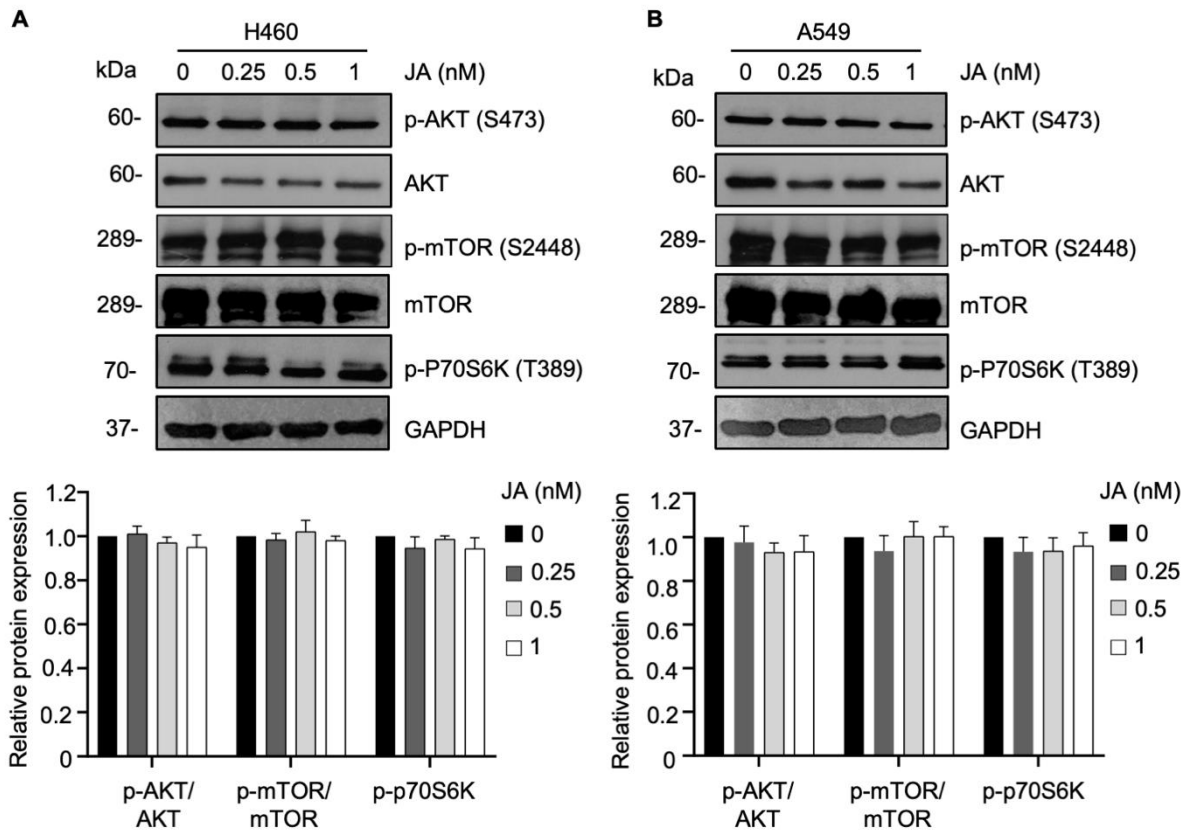 A
H460
kDa 0 0.25 0.5 1 JA (nM)
60- p-AKT (S473)
60- AKT
289- p-mTOR (S2448)
289- mTOR
70- p-P70S6K (T389)
37- GAPDH
Relative protein expression
1.2
1.0
0.8
0.6
0.4
0.2
0
p-AKT/
AKT
p-mTOR/
mTOR
p-p70S6K
JA (nM)
0
0.25
0.5
1
B
A549
kDa 0 0.25 0.5 1 JA (nM)
60- p-AKT (S473)
60- AKT
289- p-mTOR (S2448)
289- mTOR
70- p-P70S6K (T389)
37- GAPDH
Relative protein expression
1.2
1.0
0.8
0.6
0.4
0.2
0
p-AKT/
AKT
p-mTOR/
mTOR
p-p70S6K
JA (nM)
0
0.25
0.5
1